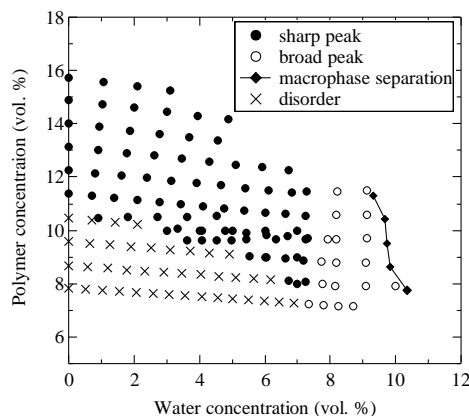 sharp peak
broad peak
macrophase separation
disorder
Polymer concentraion (vol. %)
18
16
14
12
10
8
6
0 2 4 6 8 10 12
Water concentration (vol. %)